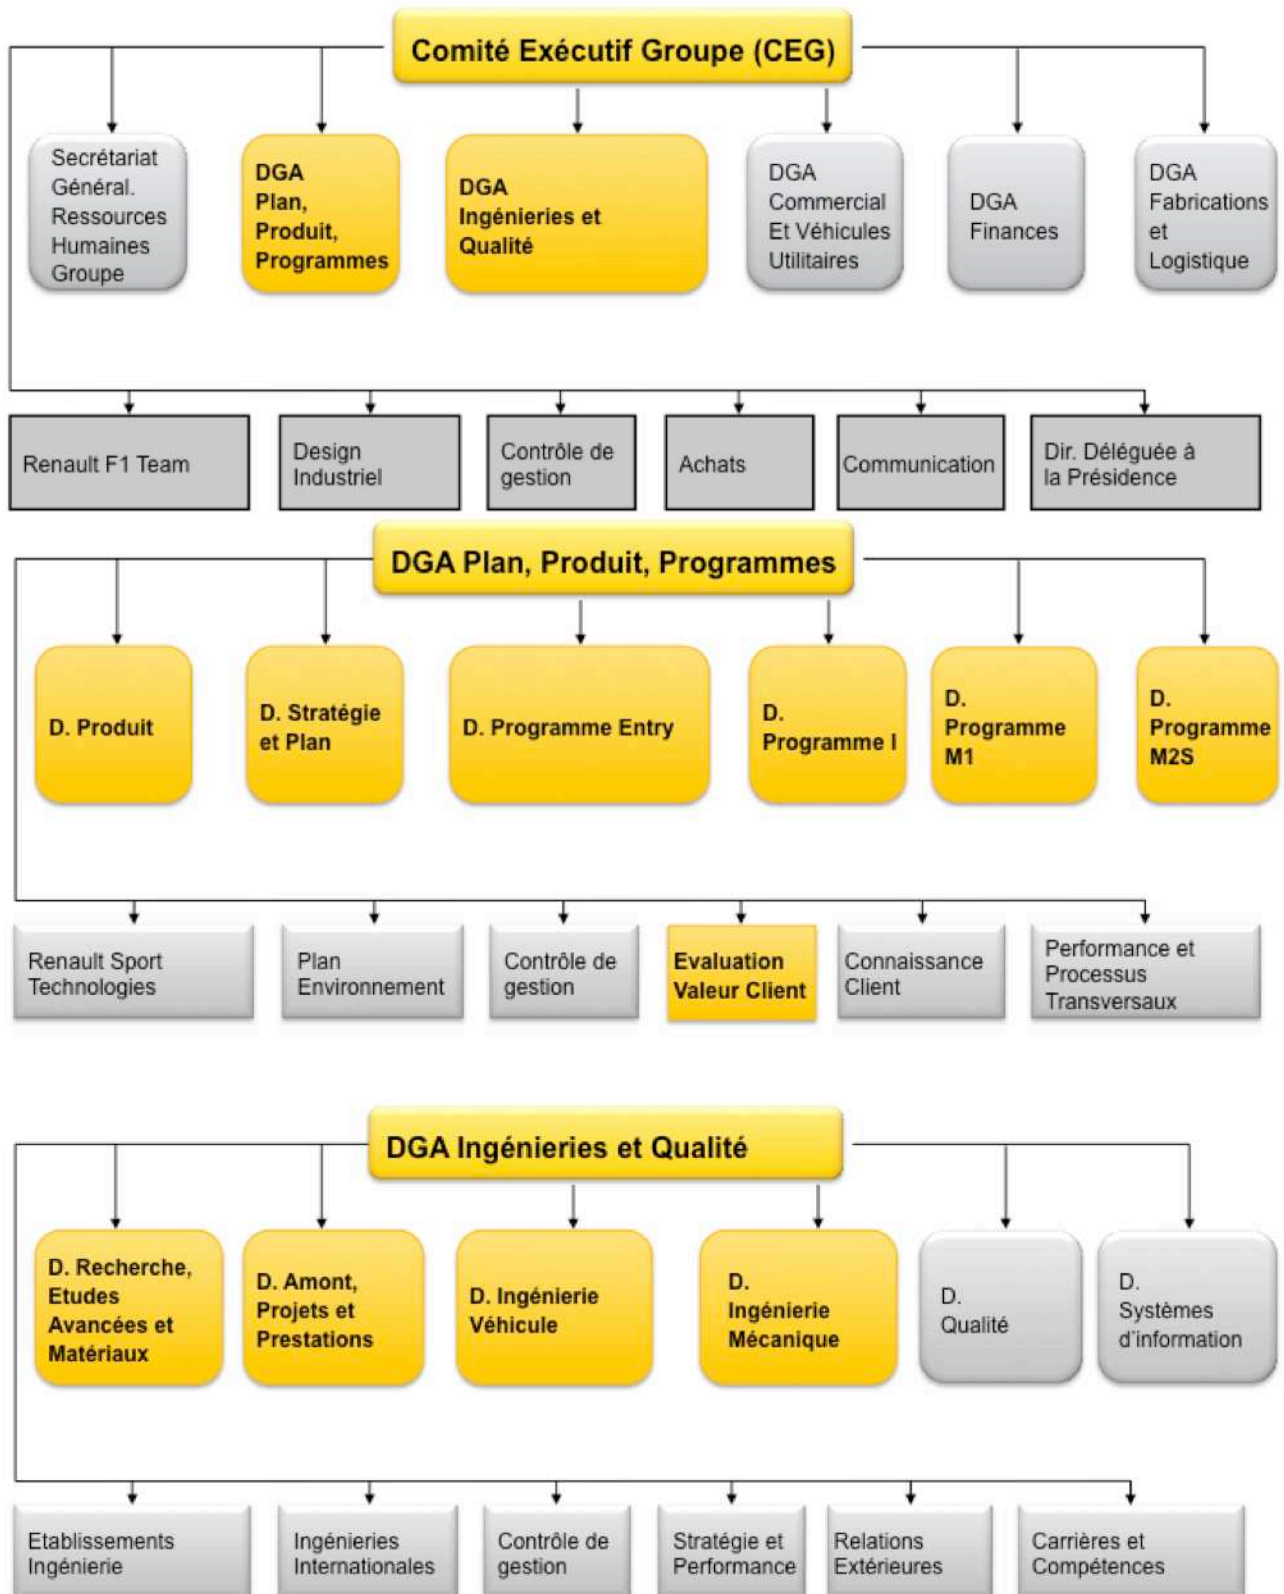 Comité Exécutif Groupe (CEG)
Secrétariat
Général.
Ressources
Humaines
Groupe
DGA
Plan,
Produit,
Programmes
DGA
Ingénieries et
Qualité
DGA
Commercial
Et Véhicules
Utilitaires
DGA
Finances
DGA
Fabrications
et
Logistique
Renault F1 Team
Design
Industriel
Contrôle de
gestion
Achats
Communication
Dir. Déléguée à
la Présidence
DGA Plan, Produit, Programmes
D. Produit
D. Stratégie
et Plan
D. Programme Entry
D.
Programme I
D.
Programme
M1
D.
Programme
M2S
Renault Sport
Technologies
Plan
Environnement
Contrôle de
gestion
Evaluation
Valeur Client
Connaissance
Client
Performance et
Processus
Transversaux
DGA Ingénieries et Qualité
D. Recherche,
Etudes
Avancées et
Matériaux
D. Amont,
Projets et
Prestations
D. Ingénierie
Véhicule
D.
Ingénierie
Mécanique
D.
Qualité
D.
Systèmes
d'information
Etablissements
Ingénierie
Ingénieries
Internationales
Contrôle de
gestion
Stratégie et
Performance
Relations
Extérieures
Carrières et
Compétences